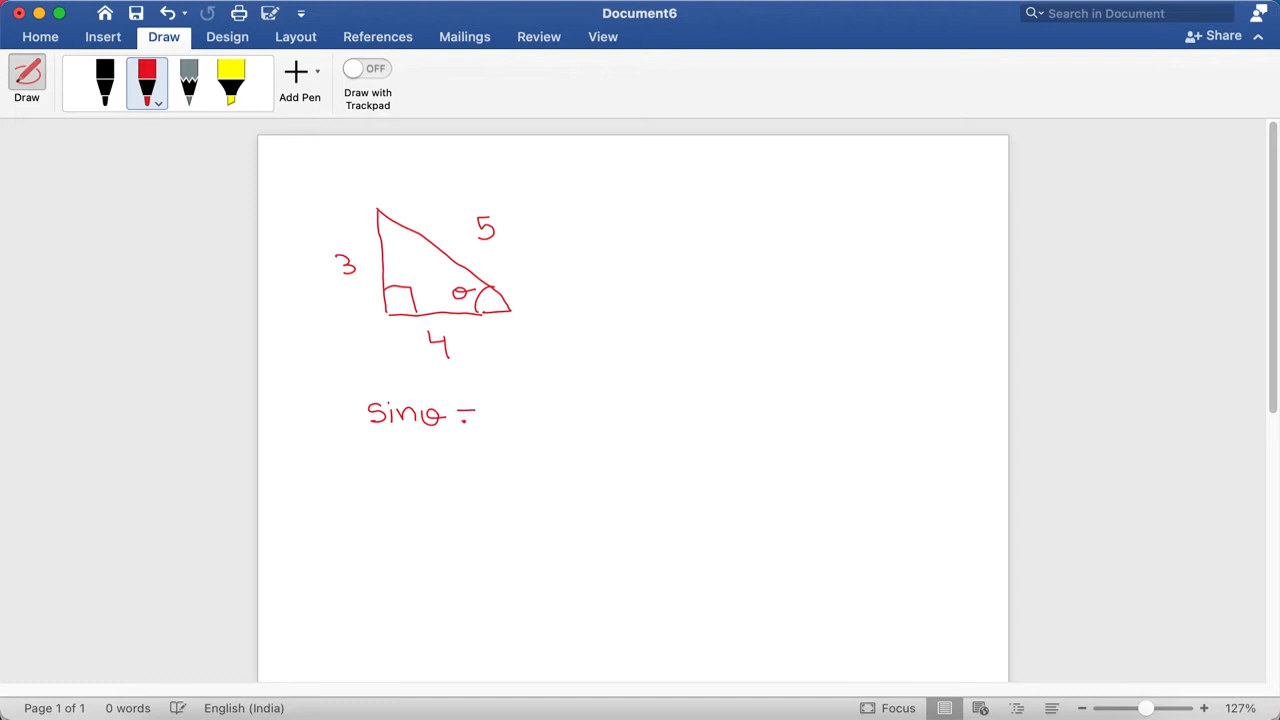 Document6
Search in Document
Home Insert Draw Design Layout References Mailings Review View
Share
Draw
Add Pen
OFF
Draw with
Trackpad
5
3
θ
4
sinθ =
Page 1 of 1 0 words English (India) Focus 127%